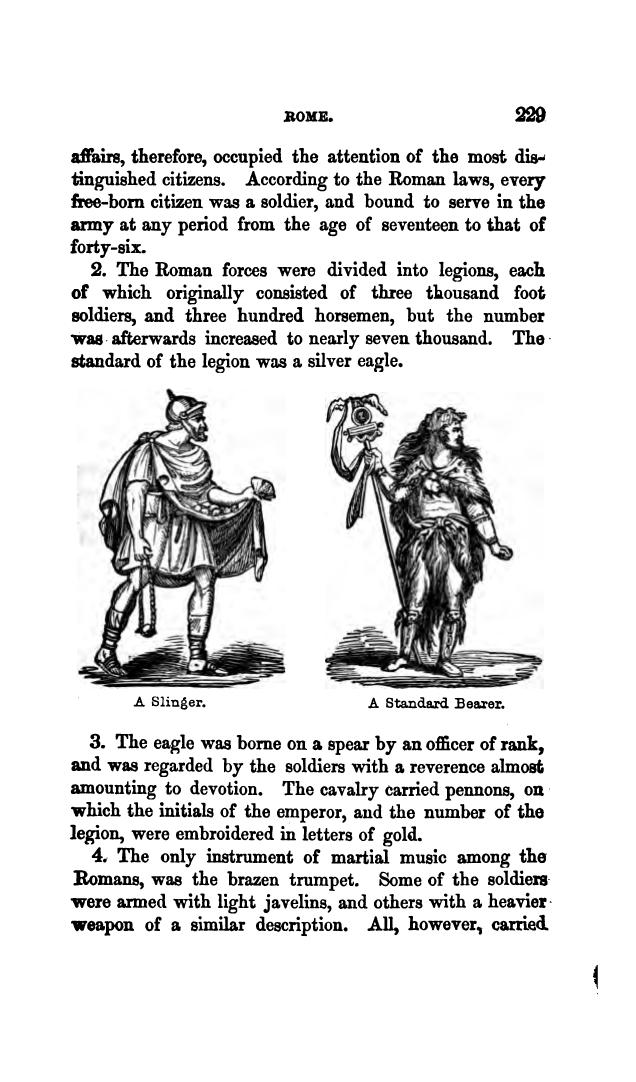 ROME. 229
affairs, therefore, occupied the attention of the most dis-
tinguished citizens. According to the Roman laws, every
free-born citizen was a soldier, and bound to serve in the
army at any period from the age of seventeen to that of
forty-six.
2. The Roman forces were divided into legions, each
of which originally consisted of three thousand foot
soldiers, and three hundred horsemen, but the number
was afterwards increased to nearly seven thousand. The
standard of the legion was a silver eagle.
A Slinger.
A Standard Bearer.
3. The eagle was borne on a spear by an officer of rank,
and was regarded by the soldiers with a reverence almost
amounting to devotion. The cavalry carried pennons, on
which the initials of the emperor, and the number of the
legion, were embroidered in letters of gold.
4. The only instrument of martial music among the
Romans, was the brazen trumpet. Some of the soldiers
were armed with light javelins, and others with a heavier
weapon of a similar description. All, however, carried